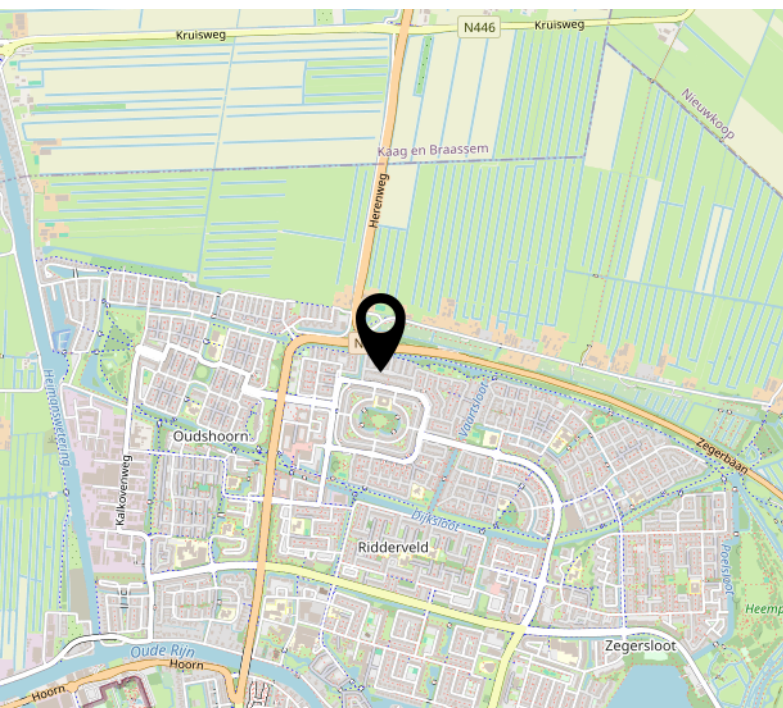 Kruisweg
N446
Kruisweg
Nieuwkoop
Kaag en Braassem
Herenweg
Heimanswetering
Oudshoorn
Vaartsloot
Zegerbaan
Kalkovenweg
Dijksloot
Ridderveld
Poelsloot
Heemp
Zegersloot
Oude Rijn
Hoorn
Hoorn